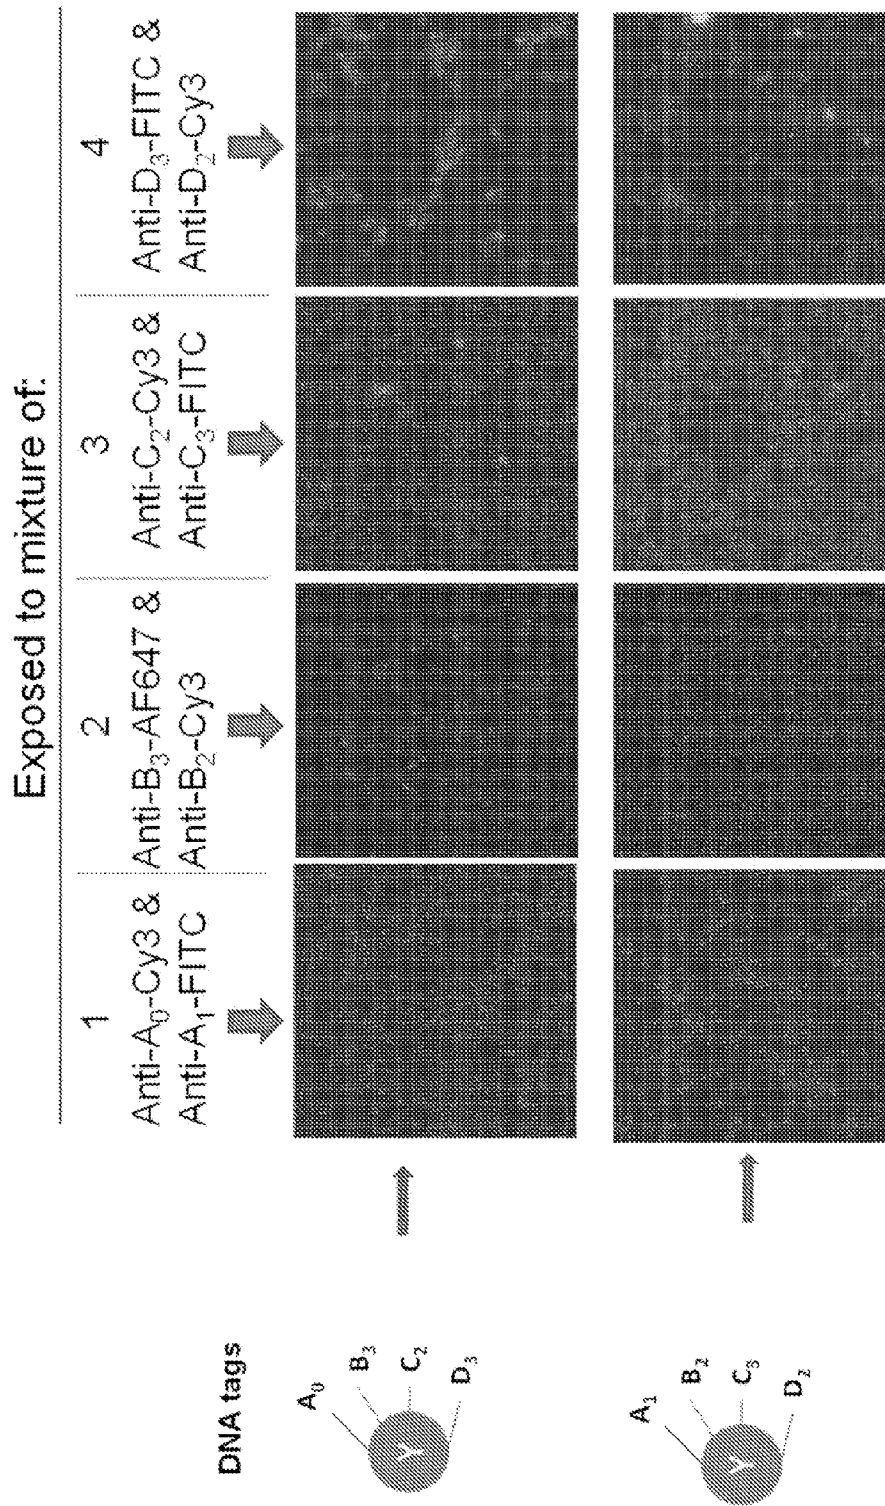 Exposed to mixture of:
1
Anti-A₀-Cy3 &
Anti-A₁-FITC
2
Anti-B₃-AF647 &
Anti-B₂-Cy3
3
Anti-C₂-Cy3 &
Anti-C₃-FITC
4
Anti-D₃-FITC &
Anti-D₂-Cy3
DNA tags
A₀
B₃
C₂
D₃
Y
A₁
B₂
C₃
D₂
Y